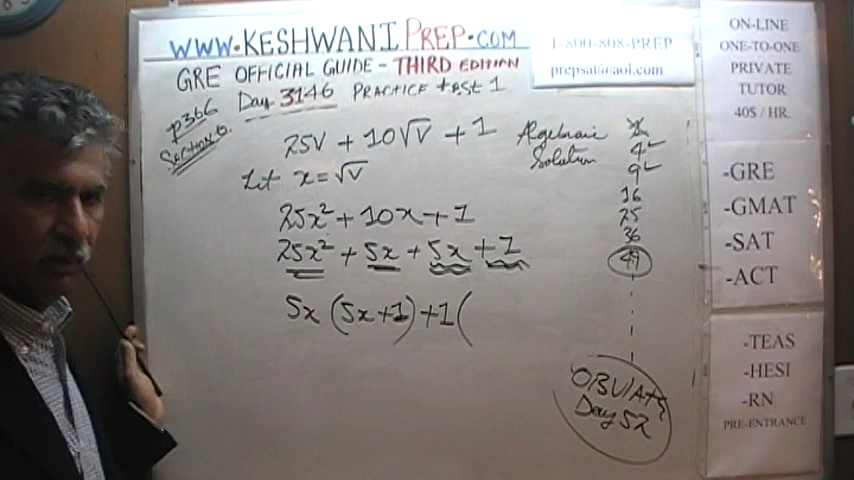 WWW.KESHWANIPREP.COM
1-800-808-PREP
prepsat@aol.com
GRE OFFICIAL GUIDE - THIRD EDITION
p366
Section 6.
Day 3146 PRACTICE test 1
25V + 10√V + 1
Algebraic
Solution
Let x = √V
25x² + 10x + 1
25x² + 5x + 5x + 1
5x (5x+1) + 1(
4
9
16
25
36
49
Day 52
ON-LINE
ONE-TO-ONE
PRIVATE
TUTOR
40$ / HR.
-GRE
-GMAT
-SAT
-ACT
-TEAS
-HESI
-RN
PRE-ENTRANCE